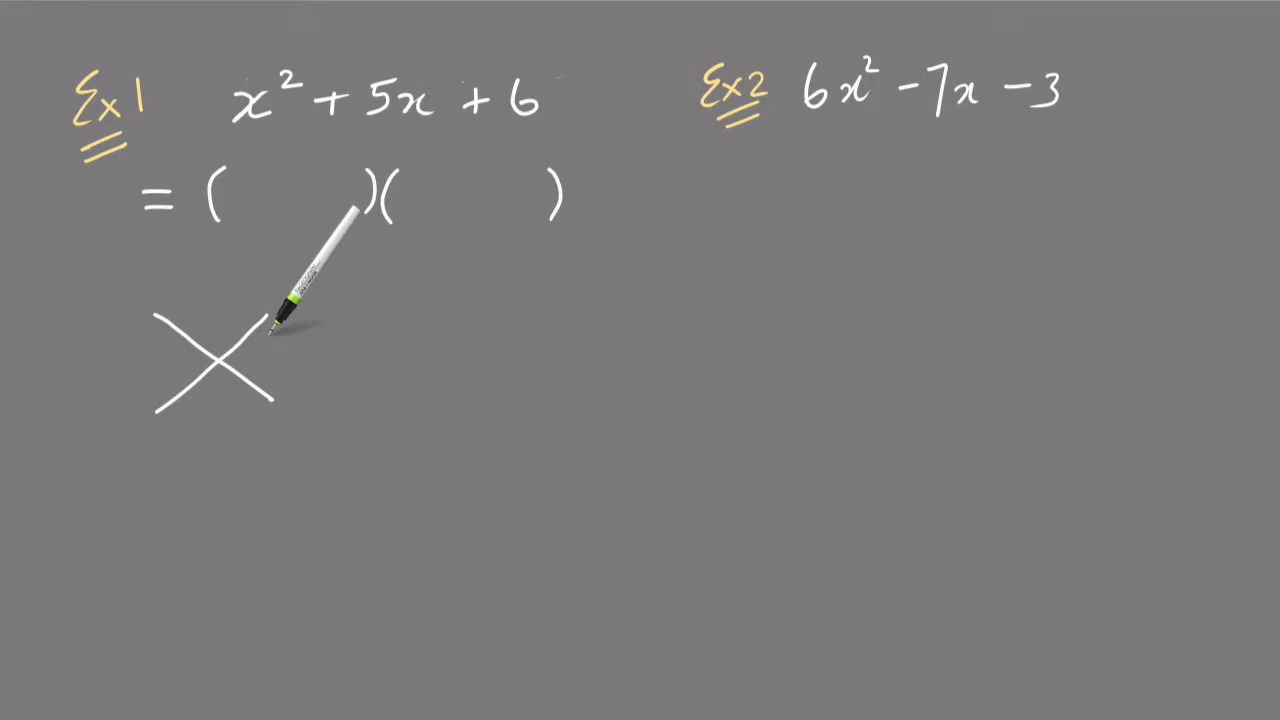 Ex1 x² + 5x + 6
= ( )( )
Ex2 6x² - 7x - 3